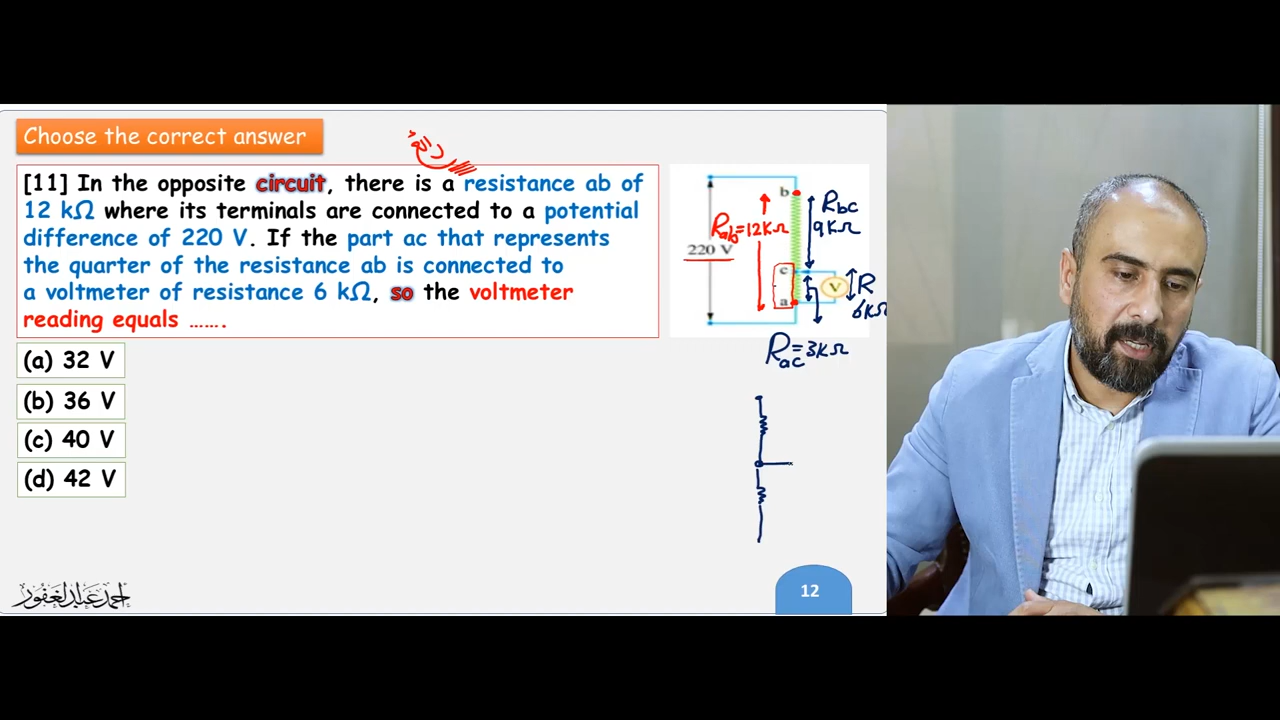 Choose the correct answer
[11] In the opposite circuit, there is a resistance ab of
12 kΩ where its terminals are connected to a potential
difference of 220 V. If the part ac that represents
the quarter of the resistance ab is connected to
a voltmeter of resistance 6 kΩ, so the voltmeter
reading equals …….
(a) 32 V
(b) 36 V
(c) 40 V
(d) 42 V
b
Rbc
9KΩ
Rab=12KΩ
220 V
c
V
R
6KΩ
a
Rac=3KΩ
احمد عبد الغفور
12